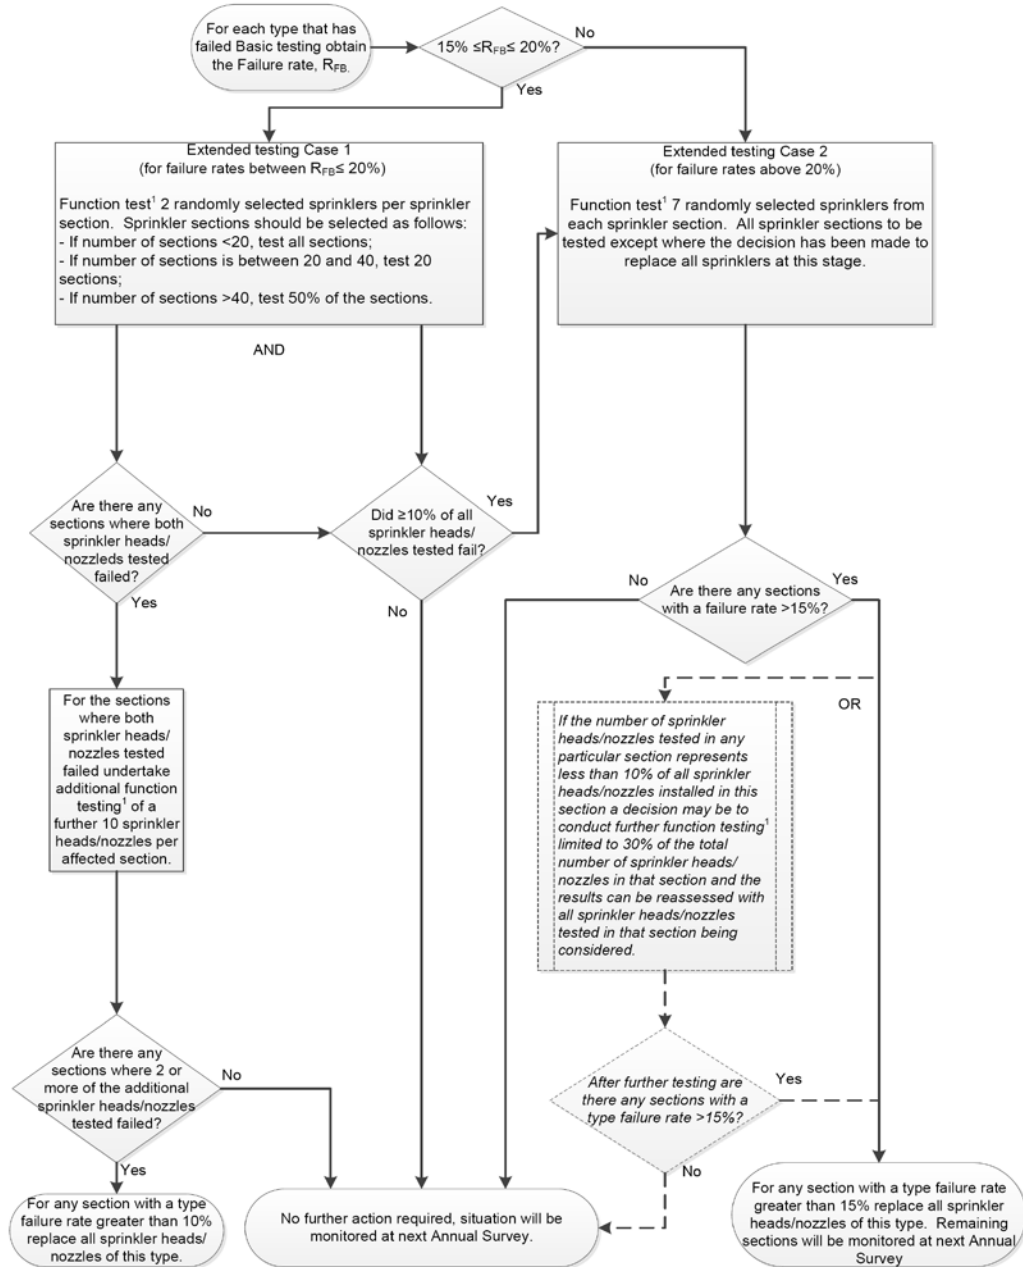 For each type that has
failed Basic testing obtain
the Failure rate, RFB.
15% ≤RFB≤ 20%?
No
Yes
Extended testing Case 1
(for failure rates between RFB≤ 20%)
Function test¹ 2 randomly selected sprinklers per sprinkler
section. Sprinkler sections should be selected as follows:
- If number of sections <20, test all sections;
- If number of sections is between 20 and 40, test 20
sections;
- If number of sections >40, test 50% of the sections.
Extended testing Case 2
(for failure rates above 20%)
Function test¹ 7 randomly selected sprinklers from
each sprinkler section. All sprinkler sections to be
tested except where the decision has been made to
replace all sprinklers at this stage.
AND
Are there any
sections where both
sprinkler heads/
nozzleds tested
failed?
No
Yes
Did ≥10% of all
sprinkler heads/
nozzles tested fail?
Yes
No
Are there any sections
with a failure rate >15%?
No
Yes
For the sections
where both
sprinkler heads/
nozzles tested
failed undertake
additional function
testing¹ of a
further 10 sprinkler
heads/nozzles per
affected section.
OR
If the number of sprinkler
heads/nozzles tested in any
particular section represents
less than 10% of all sprinkler
heads/nozzles installed in this
section a decision may be to
conduct further function testing¹
limited to 30% of the total
number of sprinkler heads/
nozzles in that section and the
results can be reassessed with
all sprinkler heads/nozzles
tested in that section being
considered.
Are there any
sections where 2 or
more of the additional
sprinkler heads/nozzles
tested failed?
No
Yes
After further testing are
there any sections with a
type failure rate >15%?
Yes
No
For any section with a type
failure rate greater than 10%
replace all sprinkler heads/
nozzles of this type.
No further action required, situation will be
monitored at next Annual Survey.
For any section with a type failure rate
greater than 15% replace all sprinkler
heads/nozzles of this type. Remaining
sections will be monitored at next Annual
Survey